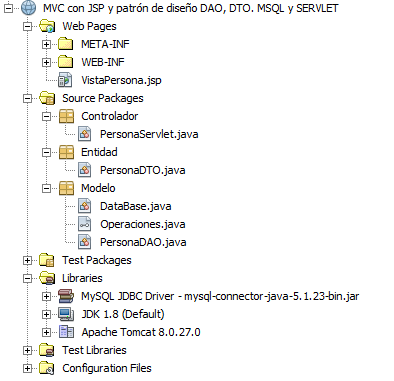 MVC con JSP y patrón de diseño DAO, DTO. MSQL y SERVLET
Web Pages
META-INF
WEB-INF
VistaPersona.jsp
Source Packages
Controlador
PersonaServlet.java
Entidad
PersonaDTO.java
Modelo
DataBase.java
Operaciones.java
PersonaDAO.java
Test Packages
Libraries
MySQL JDBC Driver - mysql-connector-java-5.1.23-bin.jar
JDK 1.8 (Default)
Apache Tomcat 8.0.27.0
Test Libraries
Configuration Files